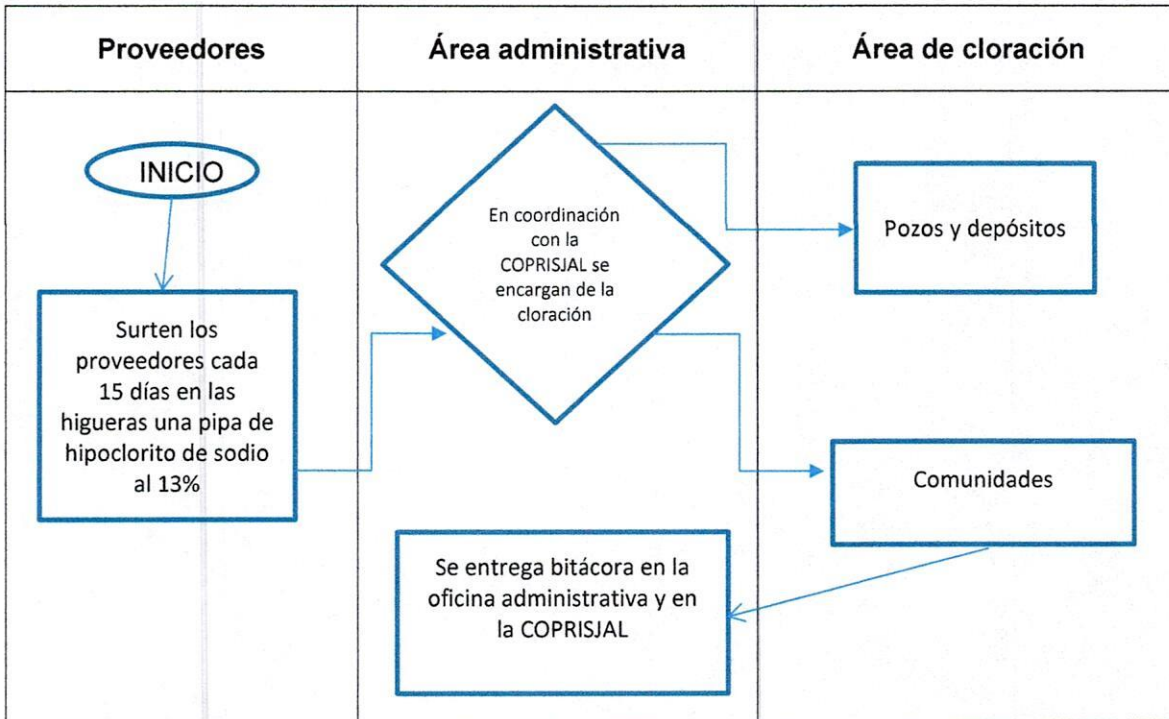 Proveedores
Área administrativa
Área de cloración
INICIO
Surten los
proveedores cada
15 días en las
higueras una pipa de
hipoclorito de sodio
al 13%
En coordinación
con la
COPRISJAL se
encargan de la
cloración
Pozos y depósitos
Comunidades
Se entrega bitácora en la
oficina administrativa y en
la COPRISJAL